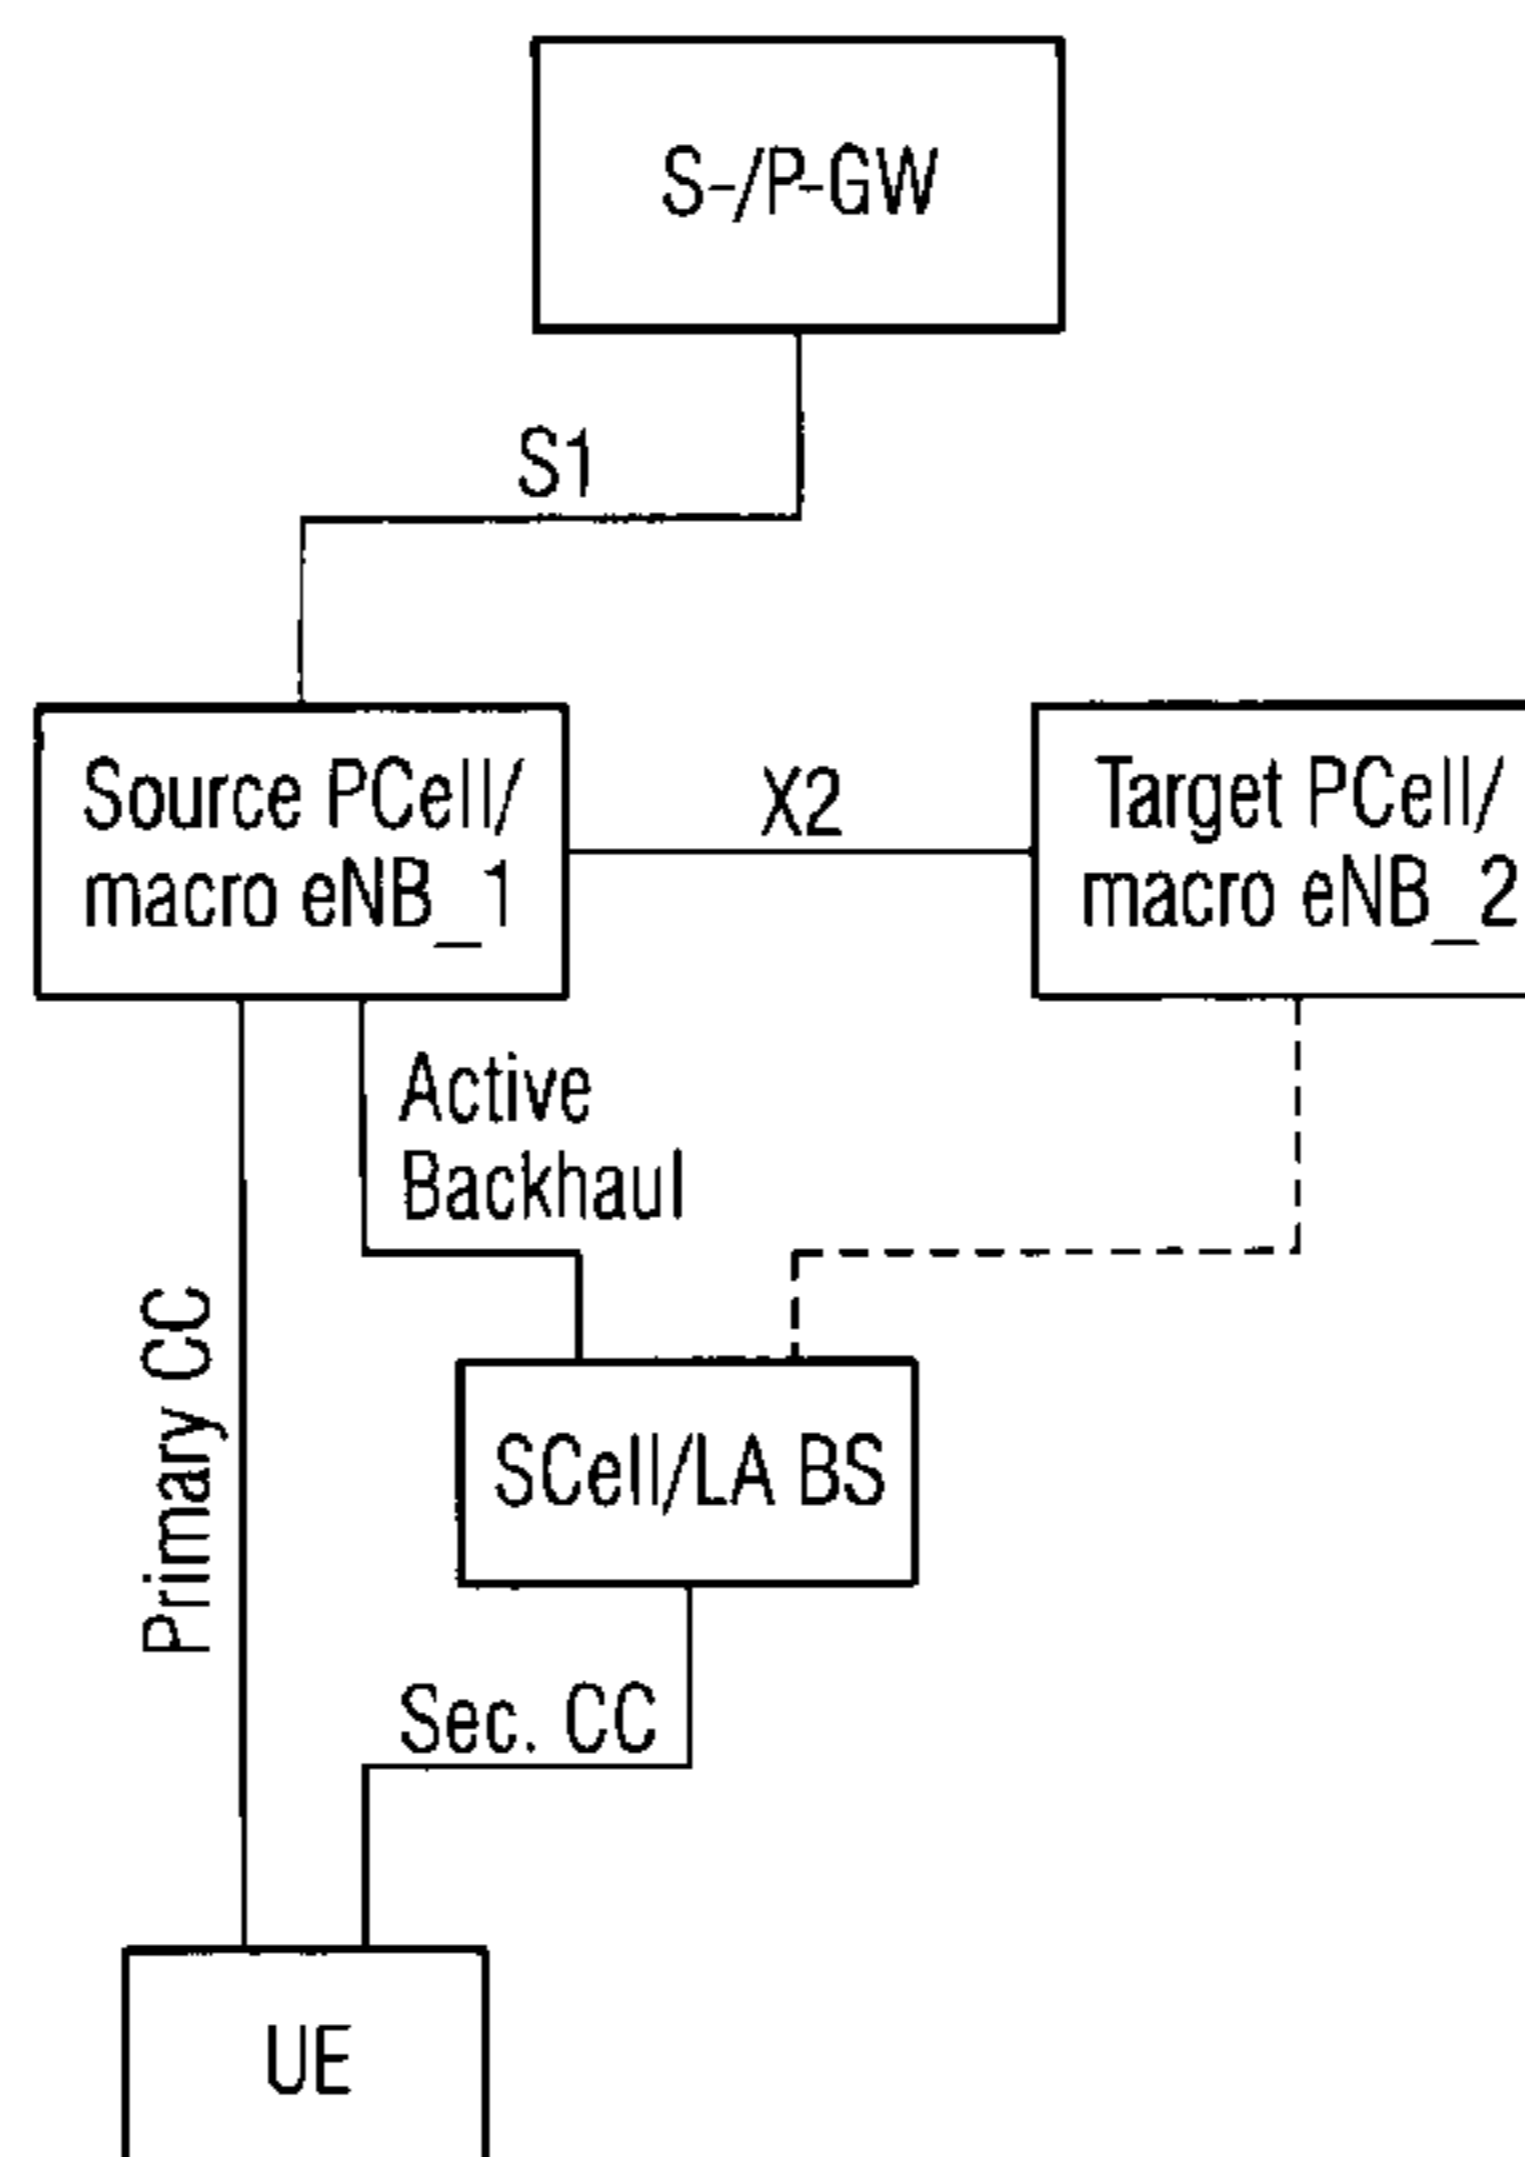 S-/P-GW
S1
Source PCell/
macro eNB_1
X2
Target PCell/
macro eNB_2
Active
Backhaul
Primary CC
SCell/LA BS
Sec. CC
UE